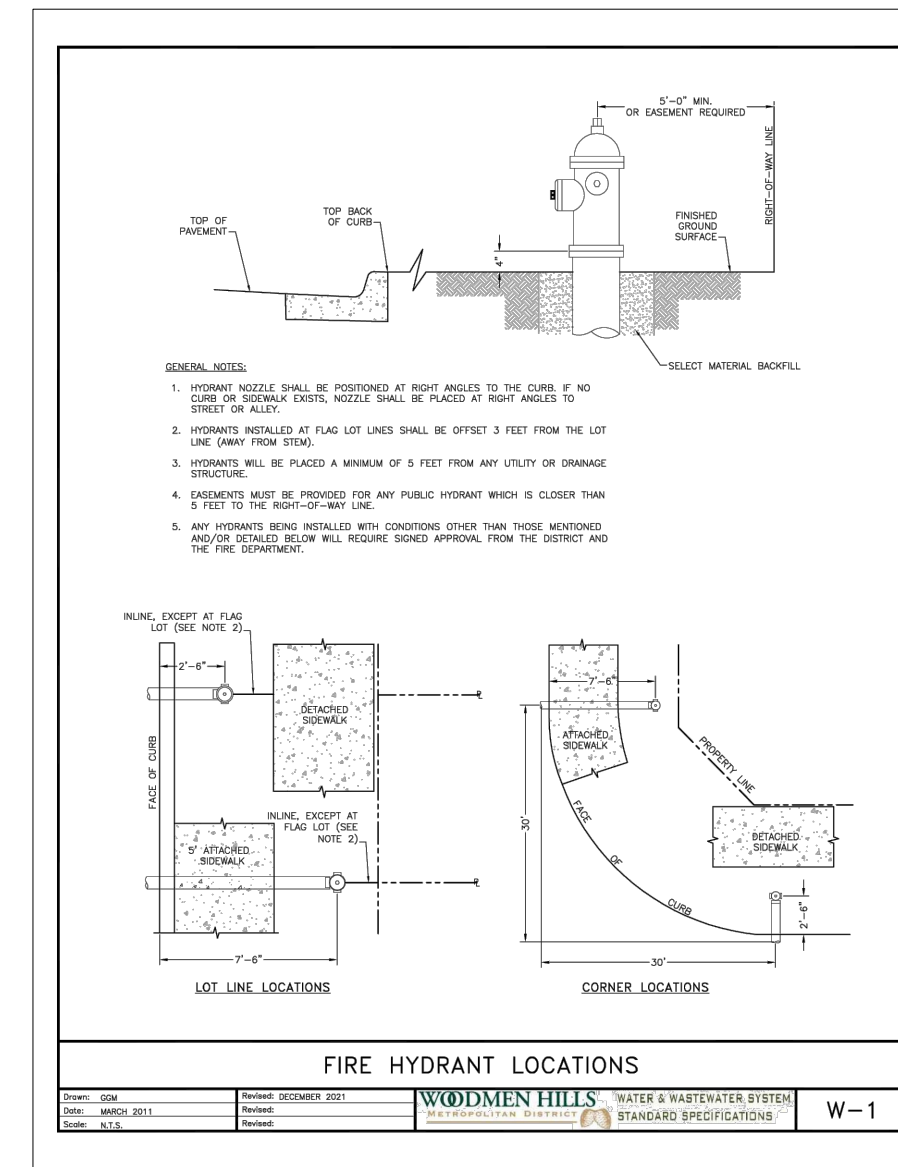 5'-0" MIN.
OR EASEMENT REQUIRED
RIGHT-OF-WAY LINE
TOP OF
PAVEMENT
TOP BACK
OF CURB
FINISHED
GROUND
SURFACE
4"
SELECT MATERIAL BACKFILL
GENERAL NOTES:
1. HYDRANT NOZZLE SHALL BE POSITIONED AT RIGHT ANGLES TO THE CURB. IF NO
CURB OR SIDEWALK EXISTS, NOZZLE SHALL BE PLACED AT RIGHT ANGLES TO
STREET OR ALLEY.
2. HYDRANTS INSTALLED AT FLAG LOT LINES SHALL BE OFFSET 3 FEET FROM THE LOT
LINE (AWAY FROM STEM).
3. HYDRANTS WILL BE PLACED A MINIMUM OF 5 FEET FROM ANY UTILITY OR DRAINAGE
STRUCTURE.
4. EASEMENTS MUST BE PROVIDED FOR ANY PUBLIC HYDRANT WHICH IS CLOSER THAN
5 FEET TO THE RIGHT-OF-WAY LINE.
5. ANY HYDRANTS BEING INSTALLED WITH CONDITIONS OTHER THAN THOSE MENTIONED
AND/OR DETAILED BELOW WILL REQUIRE SIGNED APPROVAL FROM THE DISTRICT AND
THE FIRE DEPARTMENT.
INLINE, EXCEPT AT FLAG
LOT (SEE NOTE 2)
2'-6"
DETACHED
SIDEWALK
FACE OF CURB
INLINE, EXCEPT AT
FLAG LOT (SEE
NOTE 2)
5' ATTACHED
SIDEWALK
7'-6"
LOT LINE LOCATIONS
7'-6"
ATTACHED
SIDEWALK
PROPERTY LINE
30'
FACE OF CURB
DETACHED
SIDEWALK
2'-6"
30'
CORNER LOCATIONS
FIRE HYDRANT LOCATIONS
Drawn: GGM
Date: MARCH 2011
Scale: N.T.S.
Revised: DECEMBER 2021
Revised:
Revised:
WOODMEN HILLS
METROPOLITAN DISTRICT
WATER & WASTEWATER SYSTEM
STANDARD SPECIFICATIONS
W-1